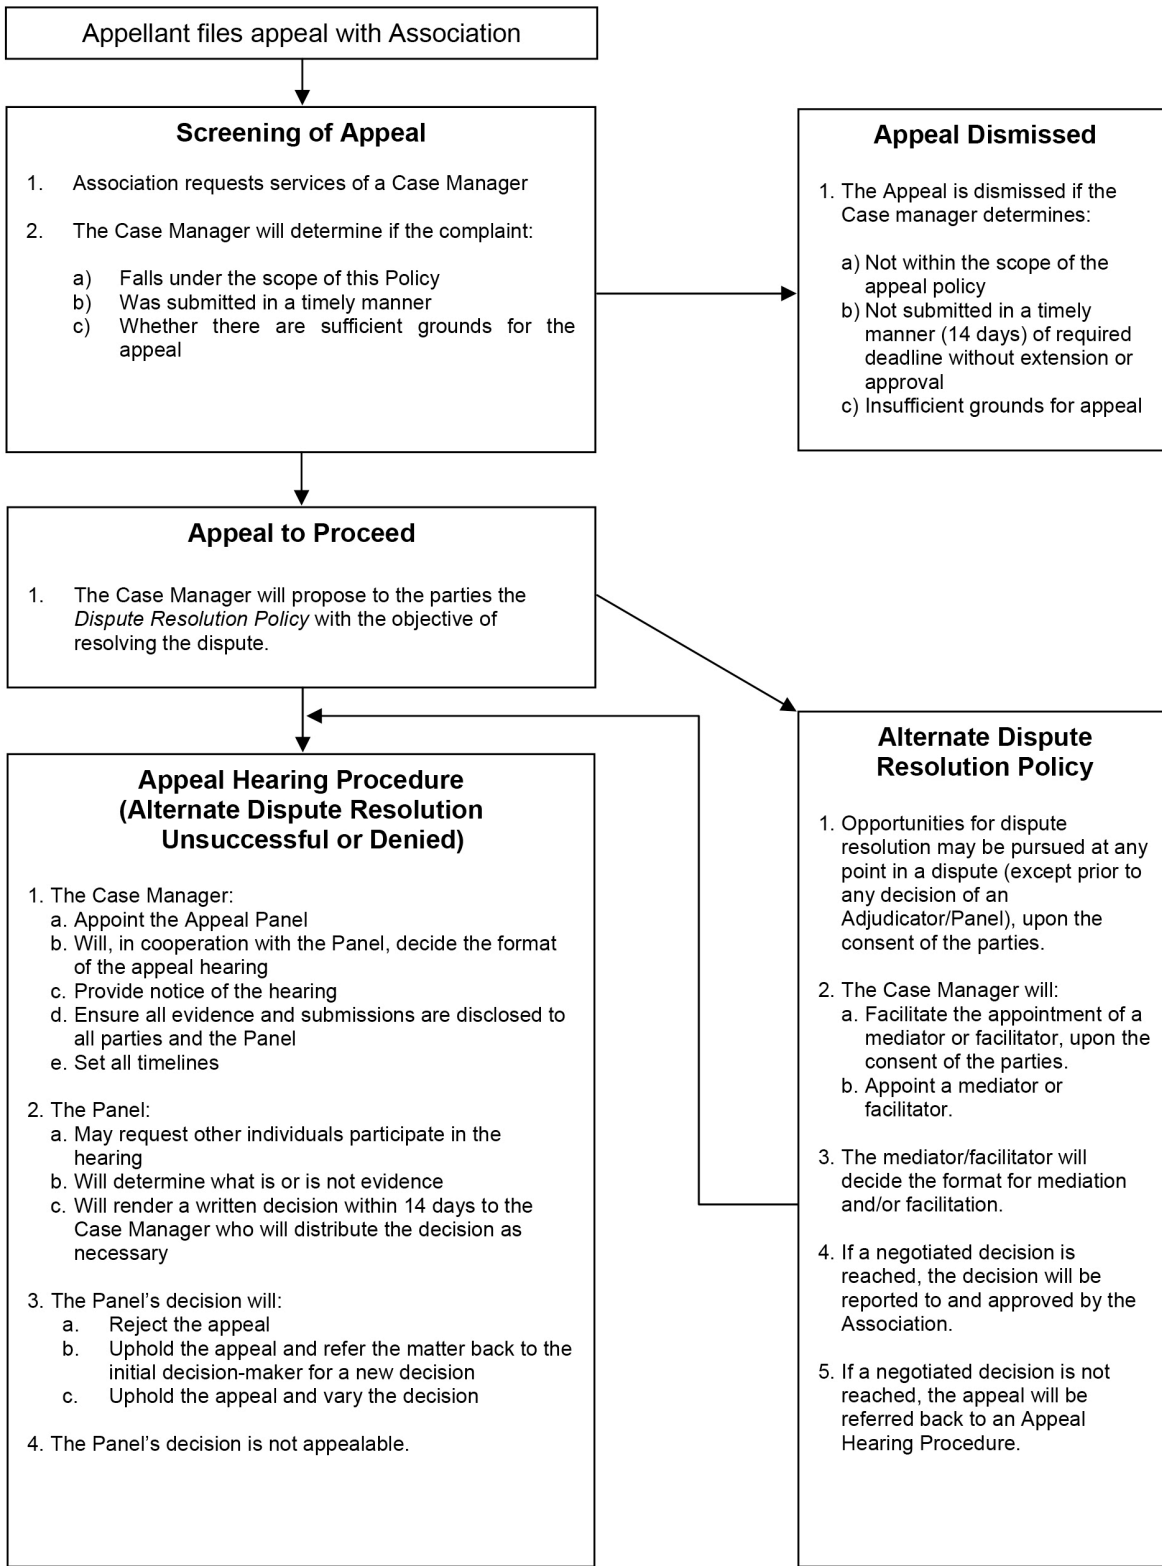 Appellant files appeal with Association
Screening of Appeal
1. Association requests services of a Case Manager
2. The Case Manager will determine if the complaint:
a) Falls under the scope of this Policy
b) Was submitted in a timely manner
c) Whether there are sufficient grounds for the
appeal
Appeal Dismissed
1. The Appeal is dismissed if the
Case manager determines:
a) Not within the scope of the
appeal policy
b) Not submitted in a timely
manner (14 days) of required
deadline without extension or
approval
c) Insufficient grounds for appeal
Appeal to Proceed
1. The Case Manager will propose to the parties the
Dispute Resolution Policy with the objective of
resolving the dispute.
Appeal Hearing Procedure
(Alternate Dispute Resolution
Unsuccessful or Denied)
1. The Case Manager:
a. Appoint the Appeal Panel
b. Will, in cooperation with the Panel, decide the format
of the appeal hearing
c. Provide notice of the hearing
d. Ensure all evidence and submissions are disclosed to
all parties and the Panel
e. Set all timelines
2. The Panel:
a. May request other individuals participate in the
hearing
b. Will determine what is or is not evidence
c. Will render a written decision within 14 days to the
Case Manager who will distribute the decision as
necessary
3. The Panel's decision will:
a. Reject the appeal
b. Uphold the appeal and refer the matter back to the
initial decision-maker for a new decision
c. Uphold the appeal and vary the decision
4. The Panel's decision is not appealable.
Alternate Dispute
Resolution Policy
1. Opportunities for dispute
resolution may be pursued at any
point in a dispute (except prior to
any decision of an
Adjudicator/Panel), upon the
consent of the parties.
2. The Case Manager will:
a. Facilitate the appointment of a
mediator or facilitator, upon the
consent of the parties.
b. Appoint a mediator or
facilitator.
3. The mediator/facilitator will
decide the format for mediation
and/or facilitation.
4. If a negotiated decision is
reached, the decision will be
reported to and approved by the
Association.
5. If a negotiated decision is not
reached, the appeal will be
referred back to an Appeal
Hearing Procedure.